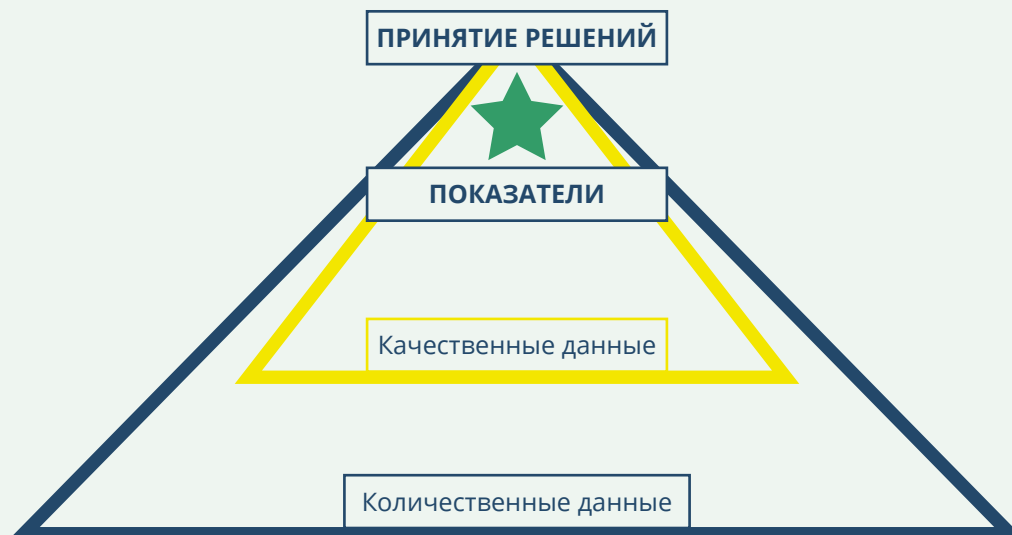 ПРИНЯТИЕ РЕШЕНИЙ
ПОКАЗАТЕЛИ
Качественные данные
Количественные данные